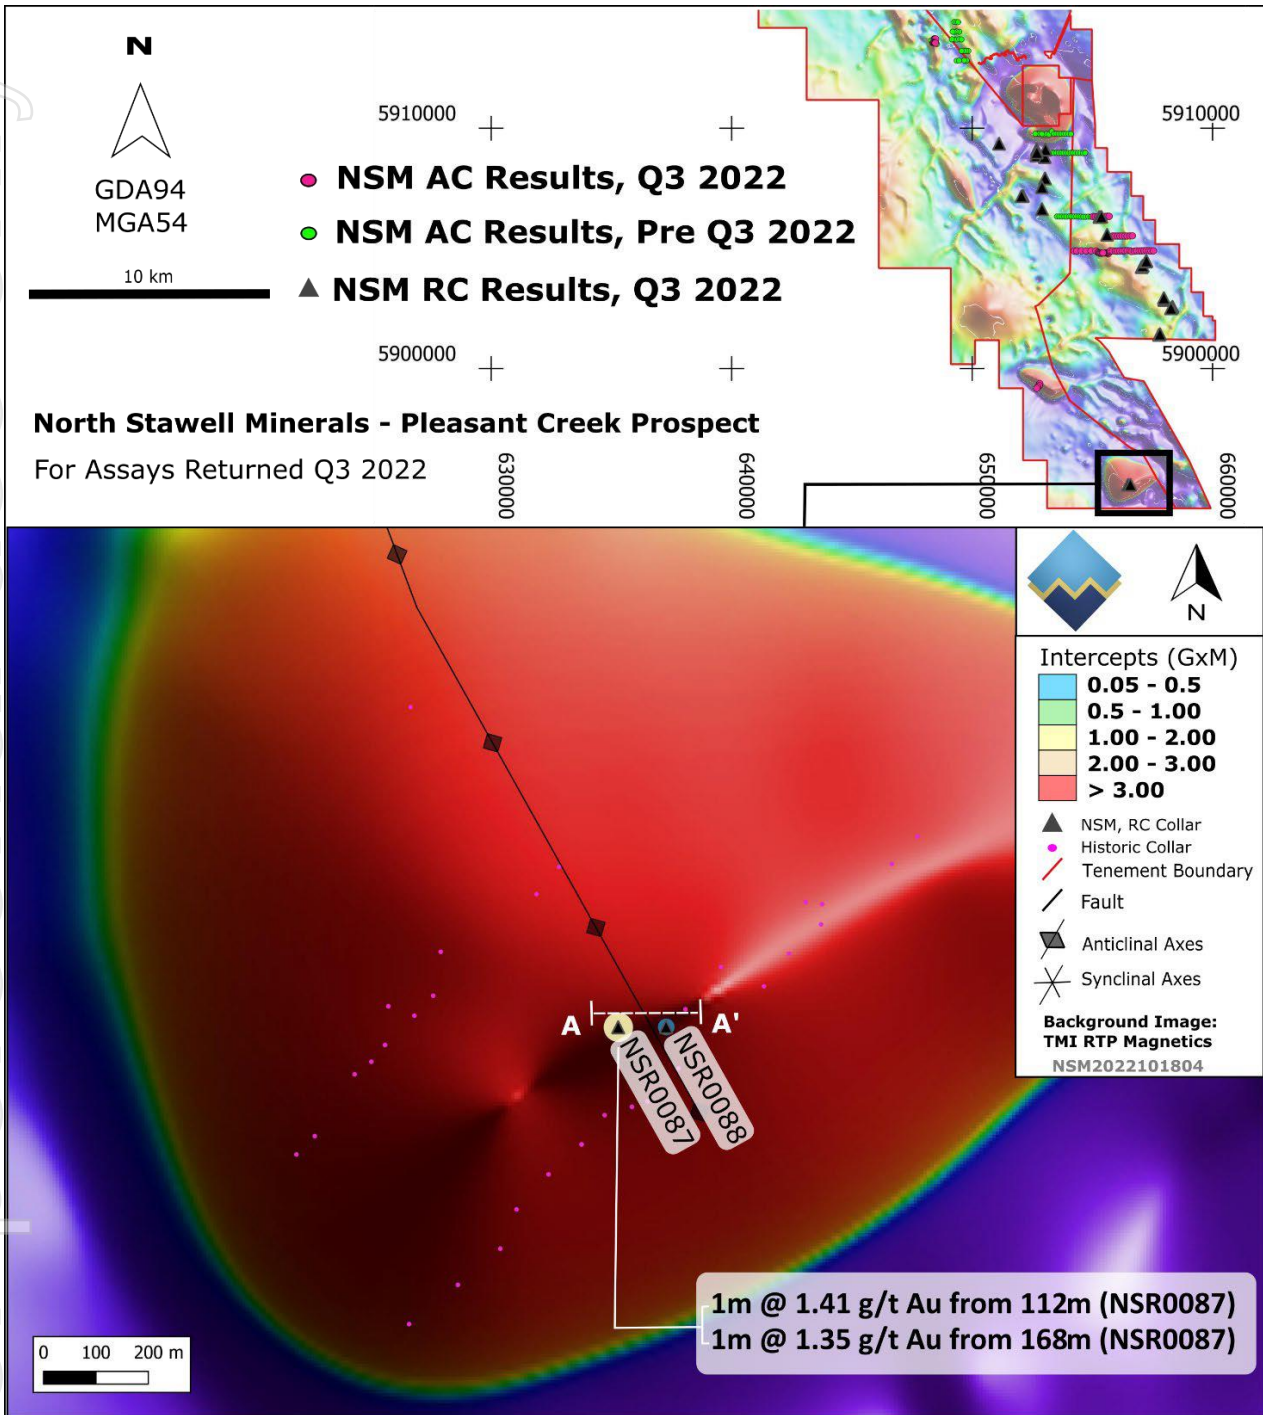 N
GDA94
MGA54
10 km
5910000
5910000
NSM AC Results, Q3 2022
NSM AC Results, Pre Q3 2022
NSM RC Results, Q3 2022
5900000
5900000
North Stawell Minerals - Pleasant Creek Prospect
For Assays Returned Q3 2022
630000
640000
650000
660000
N
Intercepts (GxM)
0.05 - 0.5
0.5 - 1.00
1.00 - 2.00
2.00 - 3.00
> 3.00
NSM, RC Collar
Historic Collar
Tenement Boundary
Fault
Anticlinal Axes
Synclinal Axes
Background Image:
TMI RTP Magnetics
NSM2022101804
A
A'
NSR0087
NSR0088
1m @ 1.41 g/t Au from 112m (NSR0087)
1m @ 1.35 g/t Au from 168m (NSR0087)
0 100 200 m